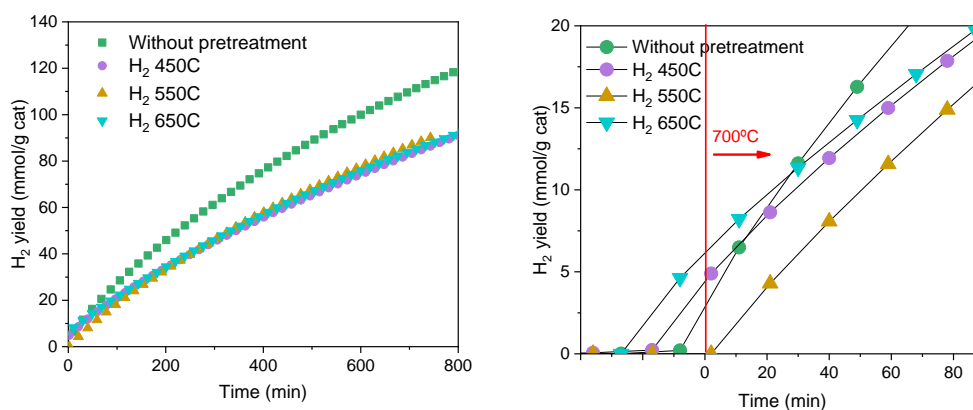 140
120
100
80
60
40
20
0
H₂ yield (mmol/g cat)
Without pretreatment
H₂ 450C
H₂ 550C
H₂ 650C
0 200 400 600 800
Time (min)
20
15
10
5
0
H₂ yield (mmol/g cat)
Without pretreatment
H₂ 450C
H₂ 550C
H₂ 650C
700ºC
0 20 40 60 80
Time (min)